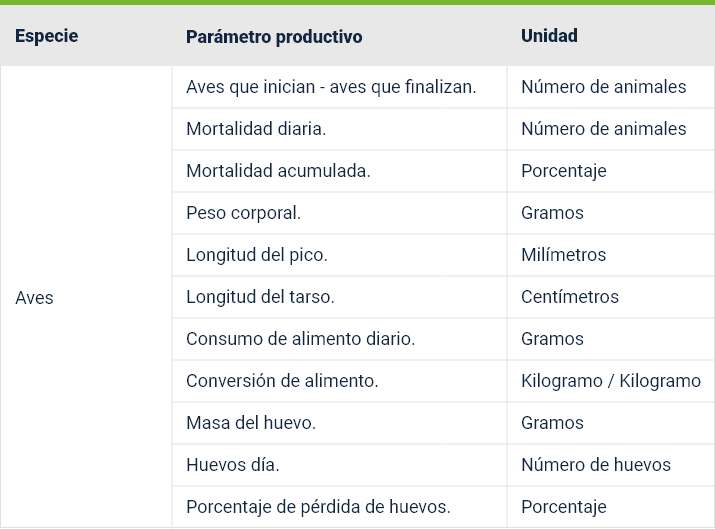 Especie Parámetro productivo Unidad
Aves que inician - aves que finalizan. Número de animales
Mortalidad diaria. Número de animales
Mortalidad acumulada. Porcentaje
Peso corporal. Gramos
Longitud del pico. Milímetros
Aves Longitud del tarso. Centímetros
Consumo de alimento diario. Gramos
Conversión de alimento. Kilogramo / Kilogramo
Masa del huevo. Gramos
Huevos día. Número de huevos
Porcentaje de pérdida de huevos. Porcentaje